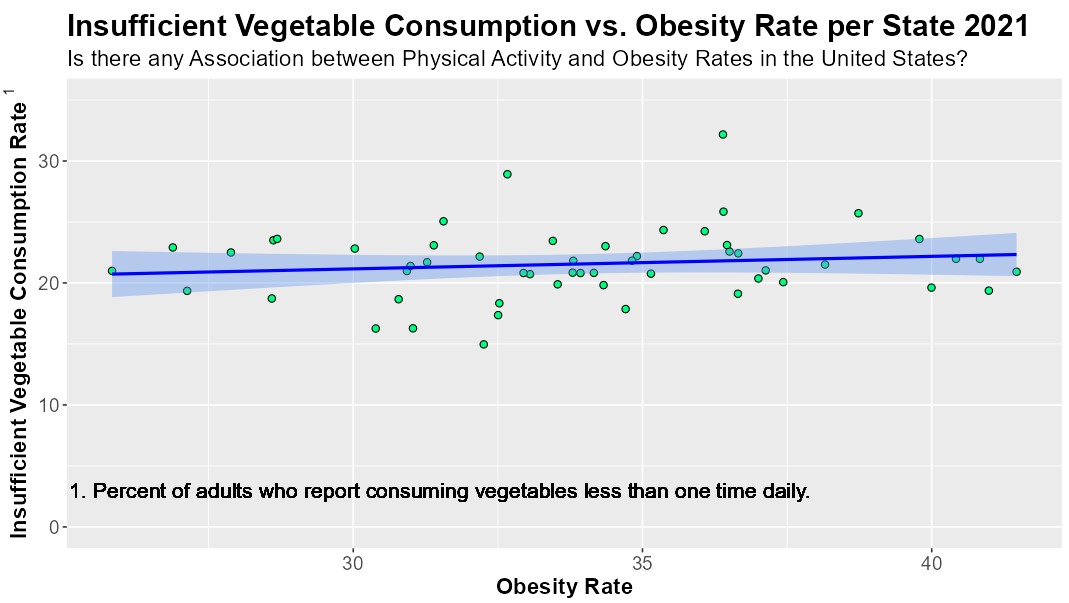 Insufficient Vegetable Consumption vs. Obesity Rate per State 2021
Is there any Association between Physical Activity and Obesity Rates in the United States?
Insufficient Vegetable Consumption Rate 1
30
20
10
0
1. Percent of adults who report consuming vegetables less than one time daily.
30 35 40
Obesity Rate